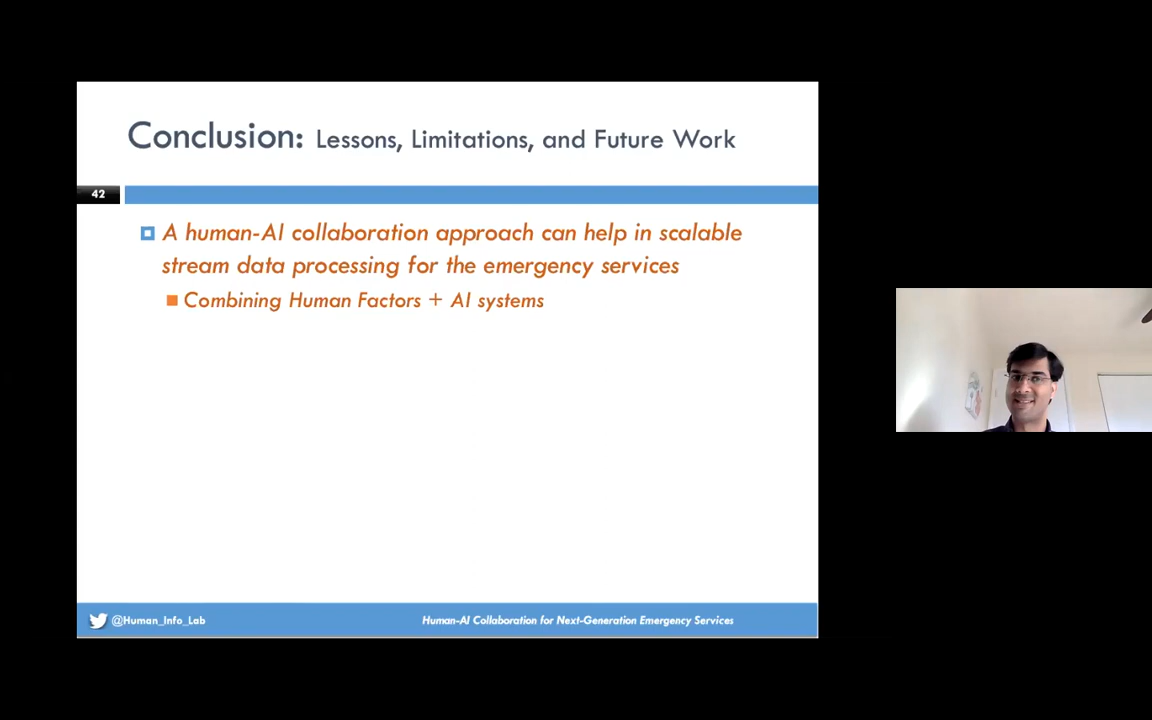 Conclusion: Lessons, Limitations, and Future Work
42
A human-AI collaboration approach can help in scalable
stream data processing for the emergency services
Combining Human Factors + AI systems
@Human_Info_Lab
Human-AI Collaboration for Next-Generation Emergency Services